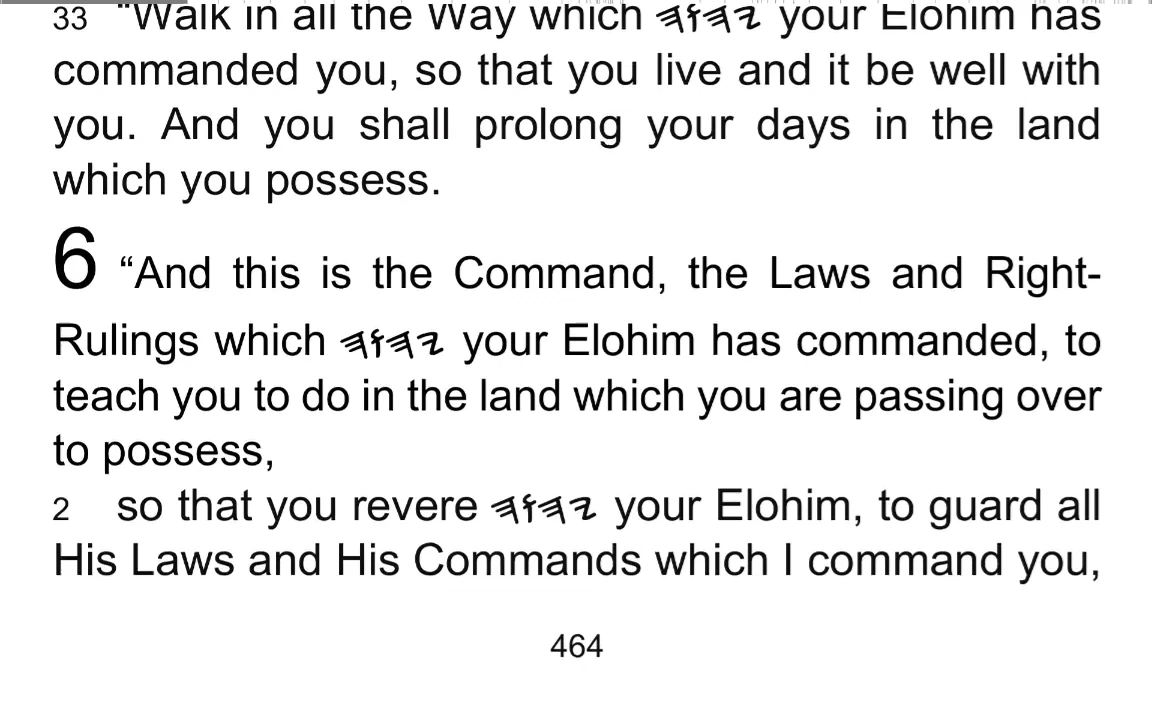 33 "Walk in all the Way which 𐤉𐤄𐤅𐤄 your Elohim has
commanded you, so that you live and it be well with
you. And you shall prolong your days in the land
which you possess.
6 “And this is the Command, the Laws and Right-
Rulings which 𐤉𐤄𐤅𐤄 your Elohim has commanded, to
teach you to do in the land which you are passing over
to possess,
2 so that you revere 𐤉𐤄𐤅𐤄 your Elohim, to guard all
His Laws and His Commands which I command you,
464